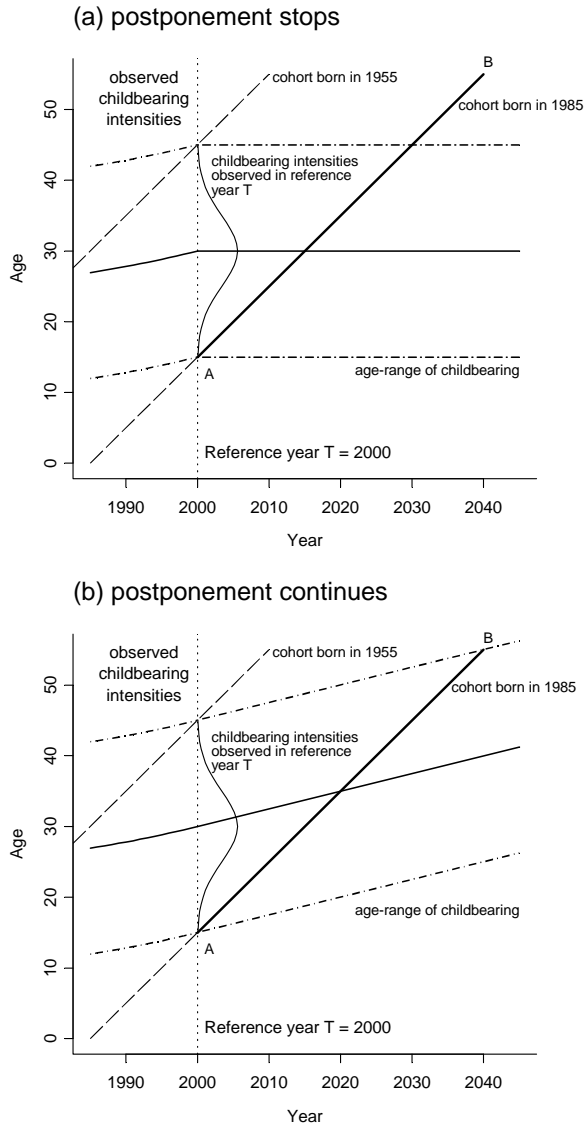 (a) postponement stops
B
observed
childbearing
intensities
cohort born in 1955
cohort born in 1985
childbearing intensities
observed in reference
year T
A
age-range of childbearing
Reference year T = 2000
Age
0
10
20
30
40
50
1990
2000
2010
2020
2030
2040
Year
(b) postponement continues
B
observed
childbearing
intensities
cohort born in 1955
cohort born in 1985
childbearing intensities
observed in reference
year T
age-range of childbearing
A
Reference year T = 2000
Age
0
10
20
30
40
50
1990
2000
2010
2020
2030
2040
Year